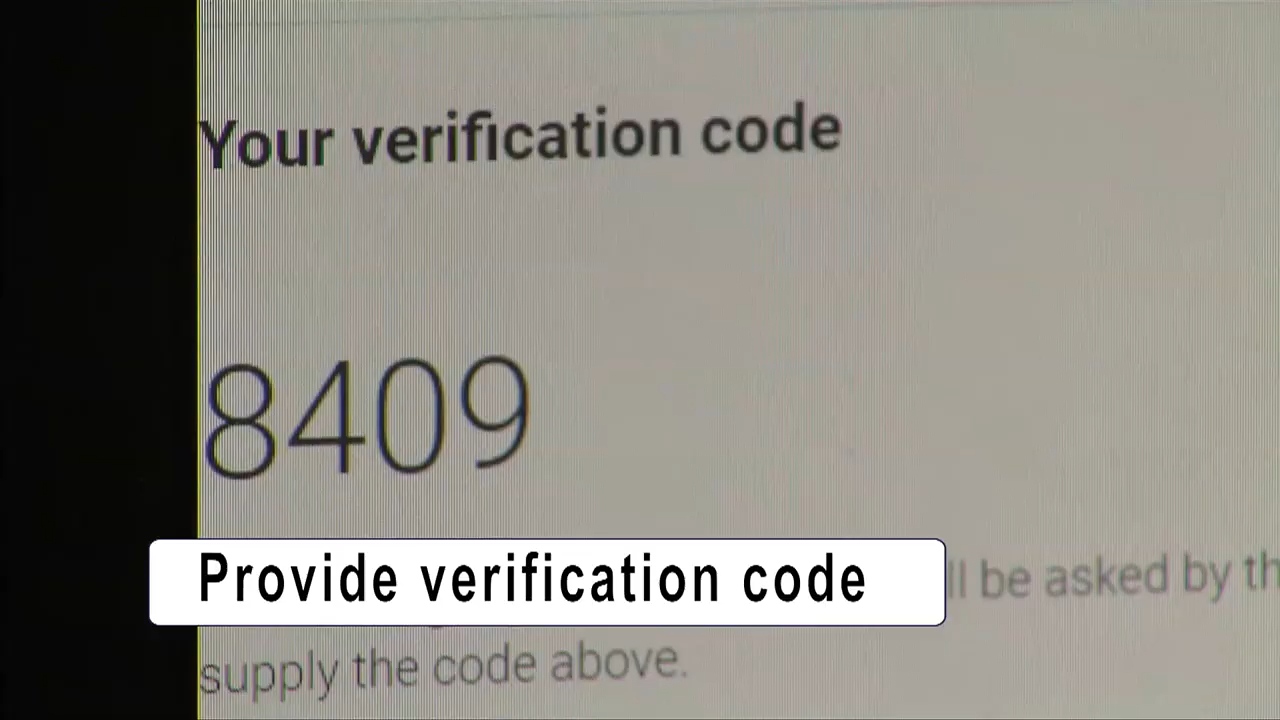 Your verification code
8409
Provide verification code
ll be asked by th
supply the code above.